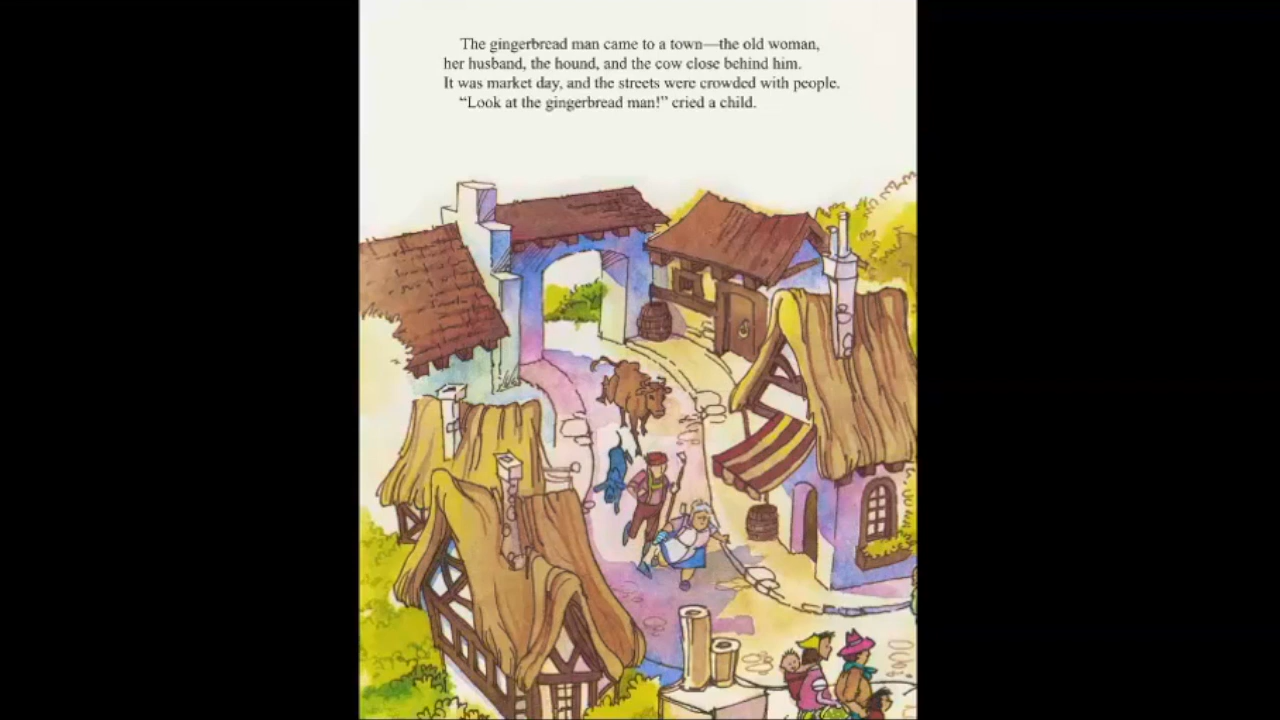 The gingerbread man came to a town—the old woman,
her husband, the hound, and the cow close behind him.
It was market day, and the streets were crowded with people.
“Look at the gingerbread man!” cried a child.